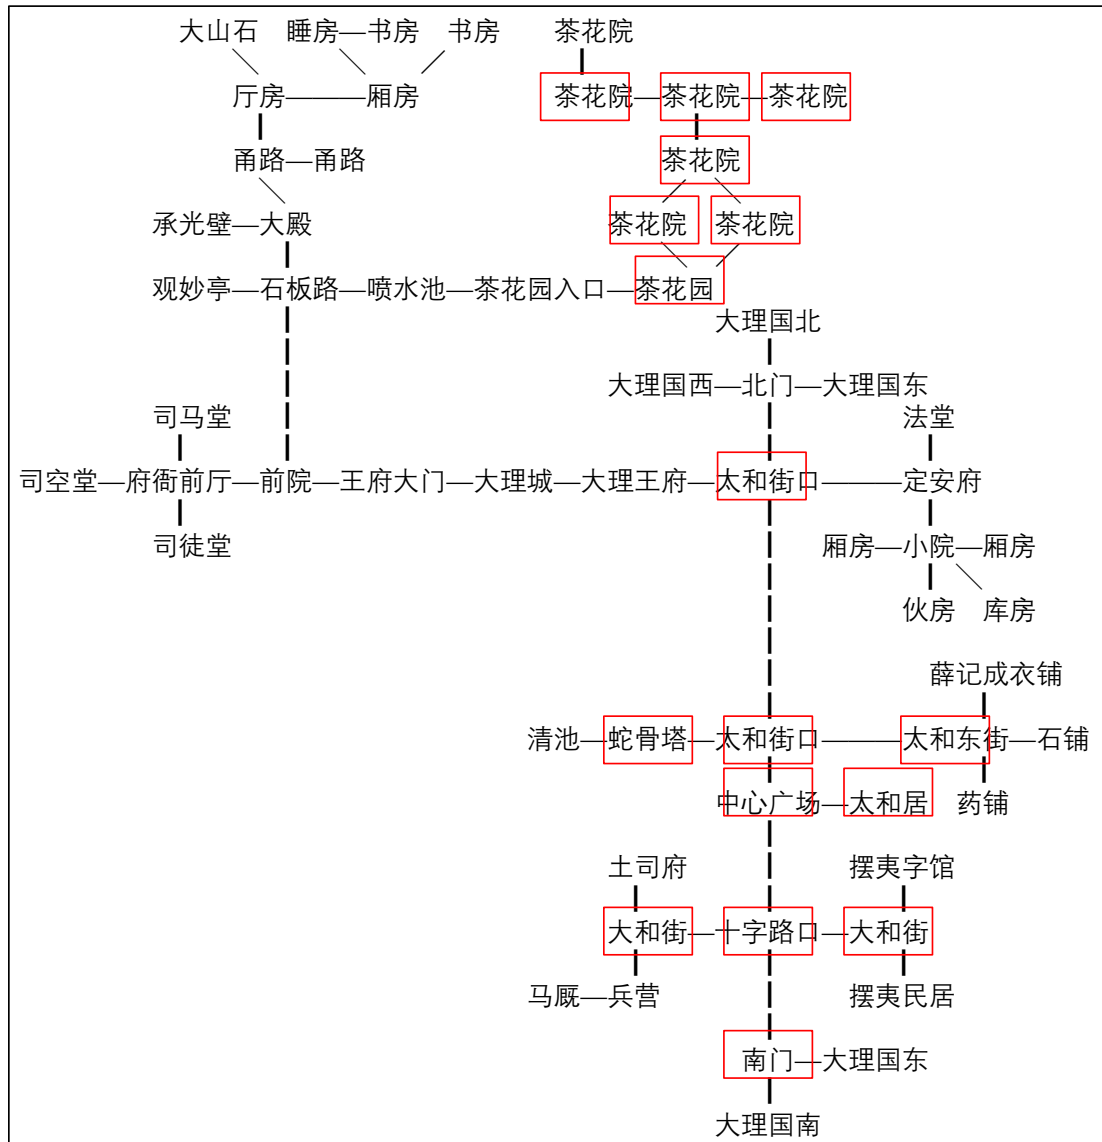 大山石 睡房—书房 书房 茶花院
厅房———厢房 茶花院—茶花院—茶花院
甬路—甬路 茶花院
承光壁—大殿 茶花院 茶花院
观妙亭—石板路—喷水池—茶花园入口—茶花园
大理国北
大理国西—北门—大理国东
司马堂 法堂
司空堂—府衙前厅—前院—王府大门—大理城—大理王府—太和街口———定安府
司徒堂 厢房—小院—厢房
伙房 库房
薛记成衣铺
清池—蛇骨塔—太和街口———太和东街—石铺
中心广场—太和居 药铺
土司府 摆夷字馆
大和街—十字路口—大和街
马厩—兵营 摆夷民居
南门—大理国东
大理国南